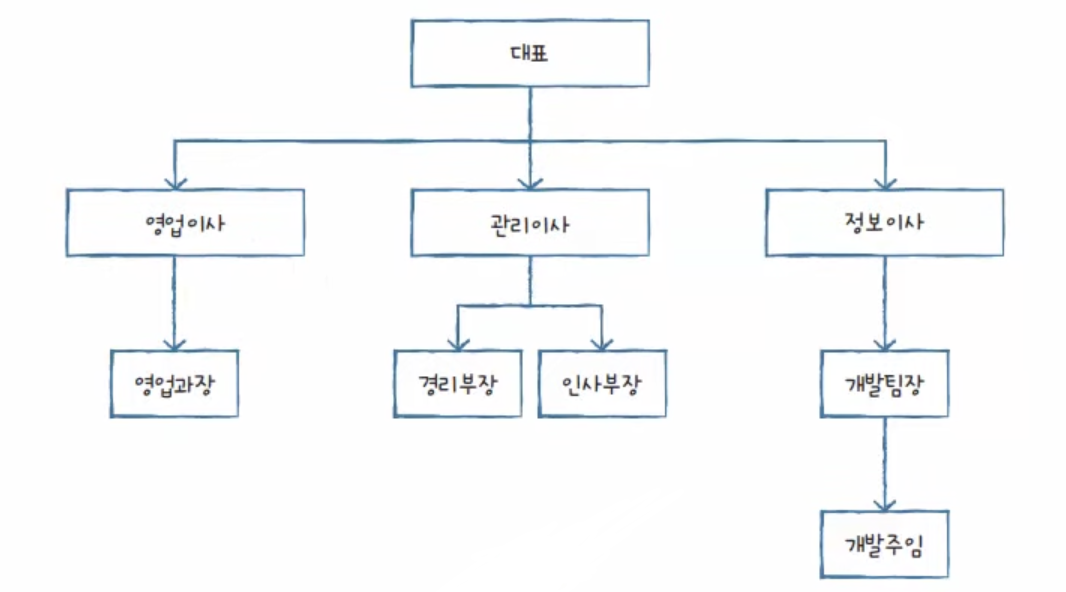 대표
영업이사
관리이사
정보이사
영업과장
경리부장
인사부장
개발팀장
개발주임